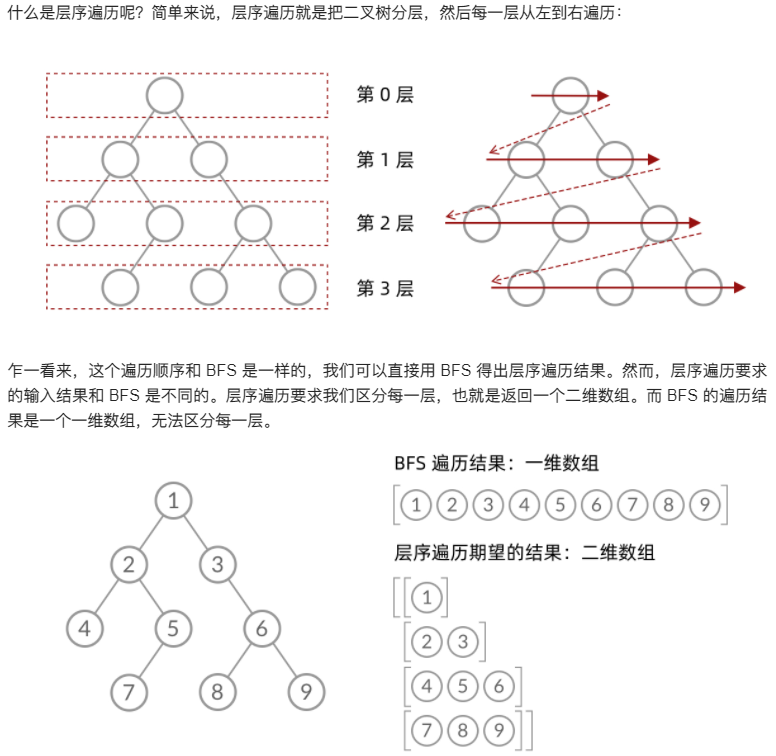 什么是层序遍历呢？简单来说，层序遍历就是把二叉树分层，然后每一层从左到右遍历：
第 0 层
第 1 层
第 2 层
第 3 层
乍一看来，这个遍历顺序和 BFS 是一样的，我们可以直接用 BFS 得出层序遍历结果。然而，层序遍历要求
的输入结果和 BFS 是不同的。层序遍历要求我们区分每一层，也就是返回一个二维数组。而 BFS 的遍历结
果是一个一维数组，无法区分每一层。
1
2 3
4 5 6
7 8 9
BFS 遍历结果：一维数组
[1 2 3 4 5 6 7 8 9]
层序遍历期望的结果：二维数组
[[1]
[2 3]
[4 5 6]
[7 8 9]]